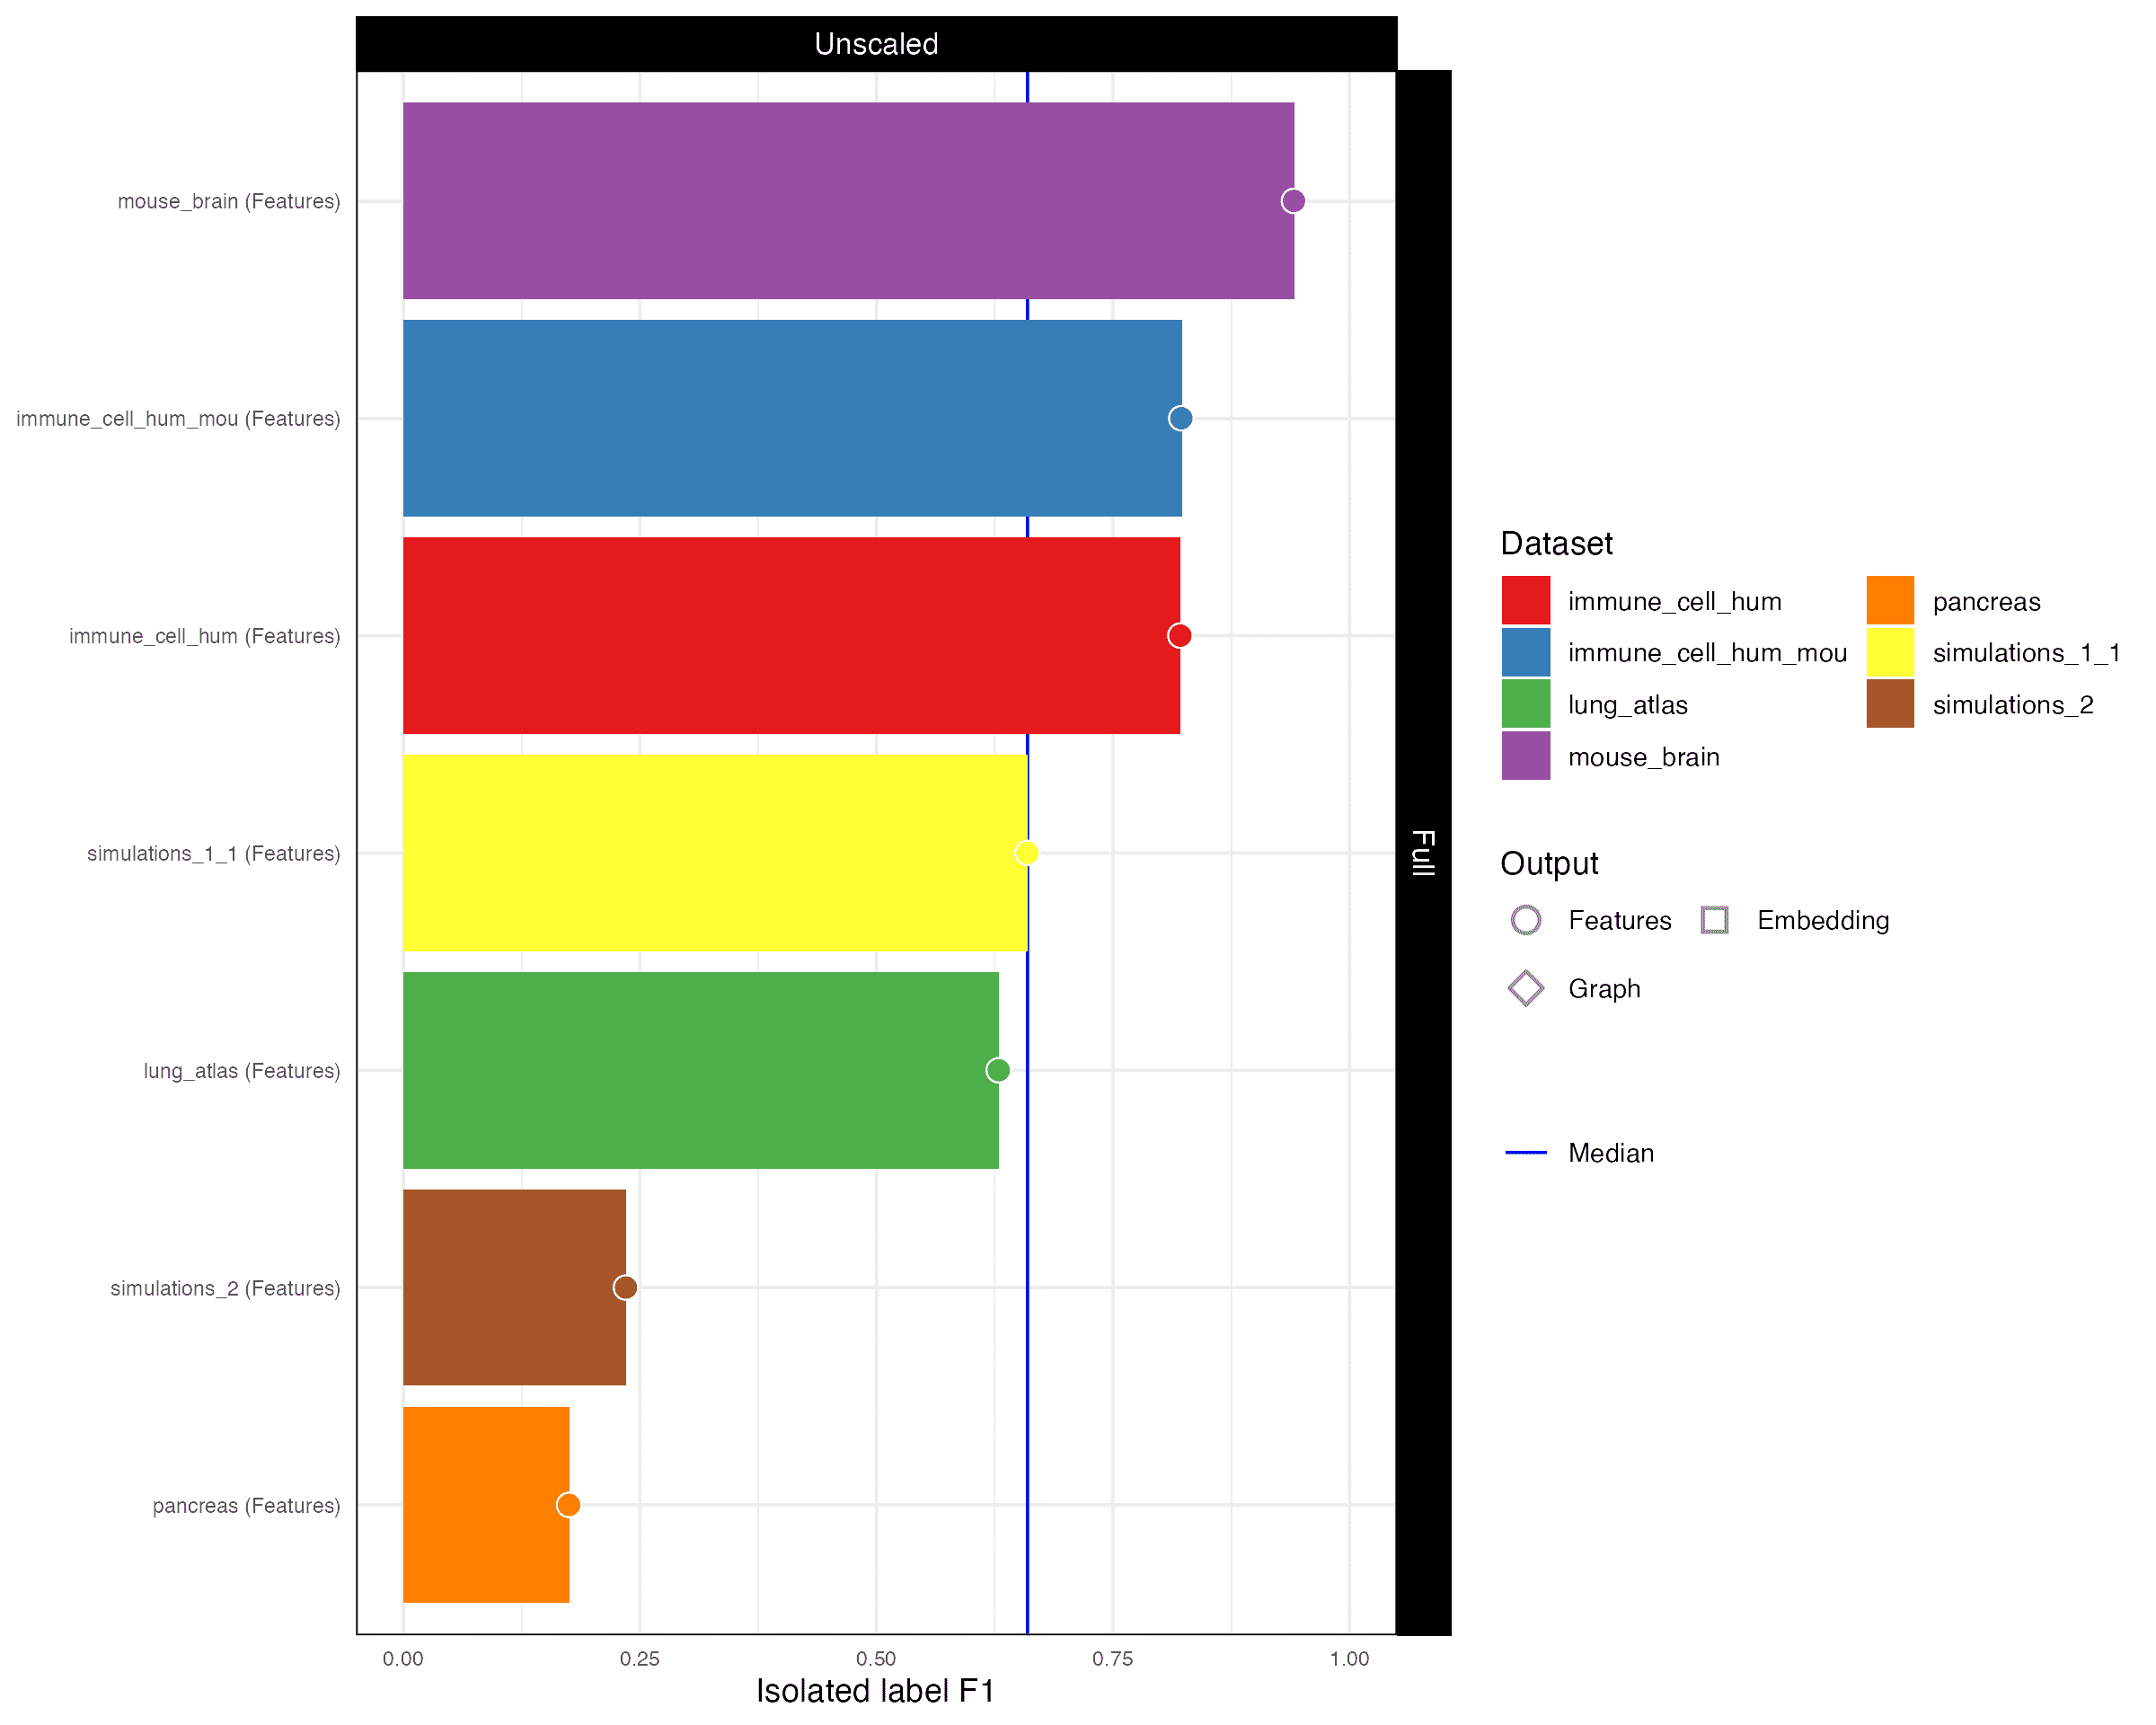 Unscaled
mouse_brain (Features)
immune_cell_hum_mou (Features)
immune_cell_hum (Features)
simulations_1_1 (Features)
lung_atlas (Features)
simulations_2 (Features)
pancreas (Features)
0.00 0.25 0.50 0.75 1.00
Isolated label F1
Full
Dataset
immune_cell_hum pancreas
immune_cell_hum_mou simulations_1_1
lung_atlas simulations_2
mouse_brain
Output
Features Embedding
Graph
Median